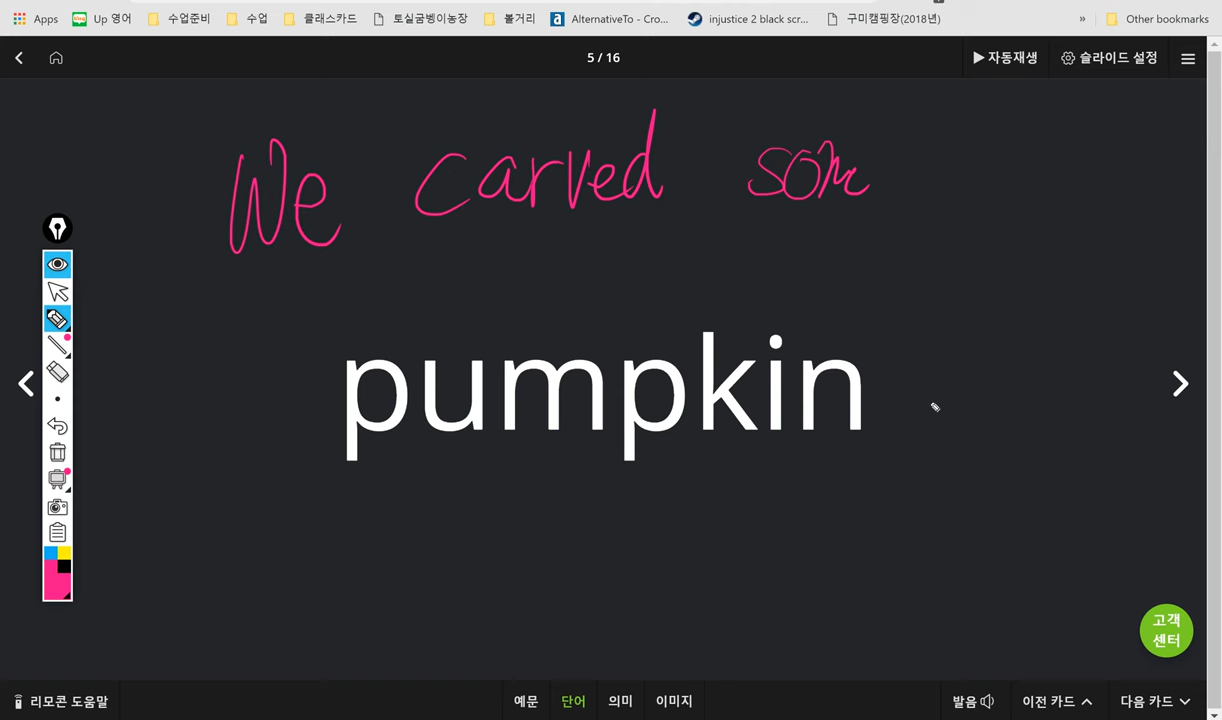 Apps Up 영어 수업준비 수업 클래스카드 토실굼벵이농장 볼거리 AlternativeTo - Cro... injustice 2 black scr... 구미캠핑장(2018년) » Other bookmarks
5 / 16 자동재생 슬라이드 설정
We carved som
pumpkin
고객
센터
리모콘 도움말 예문 단어 의미 이미지 발음 이전 카드 다음 카드